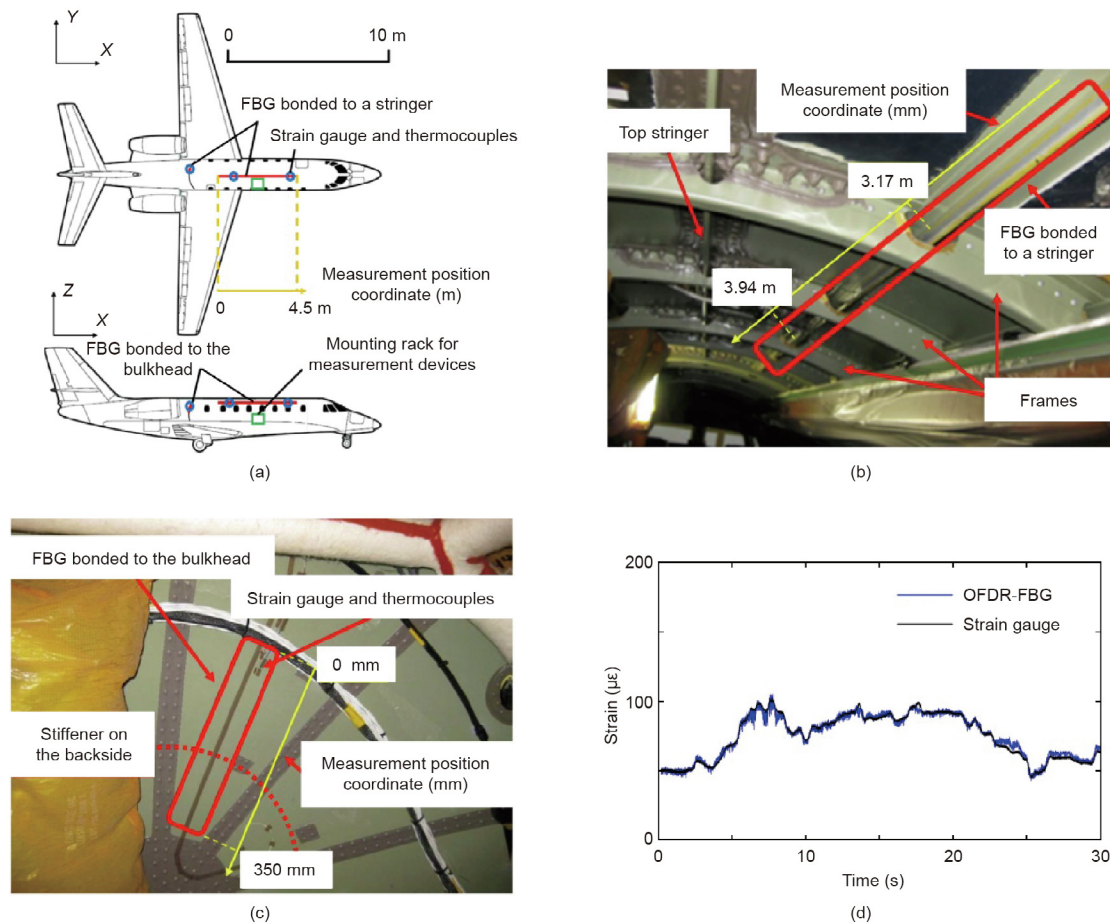 Y
X
0 10 m
FBG bonded to a stringer
Strain gauge and thermocouples
Measurement position
coordinate (m)
0 4.5 m
Z
X
FBG bonded to the
bulkhead
Mounting rack for
measurement devices
(a)
Measurement position
coordinate (mm)
Top stringer
3.17 m
FBG bonded
to a stringer
3.94 m
Frames
(b)
FBG bonded to the bulkhead
Strain gauge and thermocouples
0 mm
Stiffener on
the backside
Measurement position
coordinate (mm)
350 mm
(c)
200
OFDR-FBG
Strain gauge
Strain (με)
100
0
0 10 20 30
Time (s)
(d)